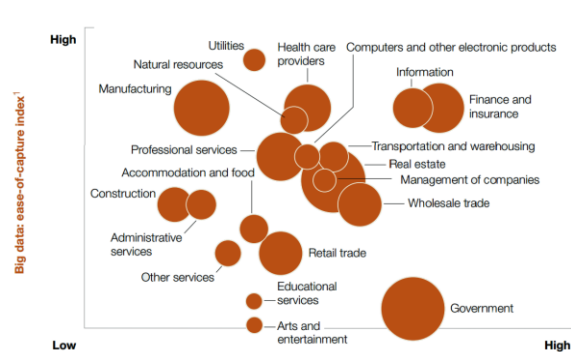 High
Utilities
Health care
providers
Computers and other electronic products
Natural resources
Information
Manufacturing
Finance and
insurance
Professional services
Transportation and warehousing
Real estate
Accommodation and food
Management of companies
Construction
Wholesale trade
Administrative
services
Retail trade
Other services
Educational
services
Government
Arts and
entertainment
Low
High
Big data: ease-of-capture index1